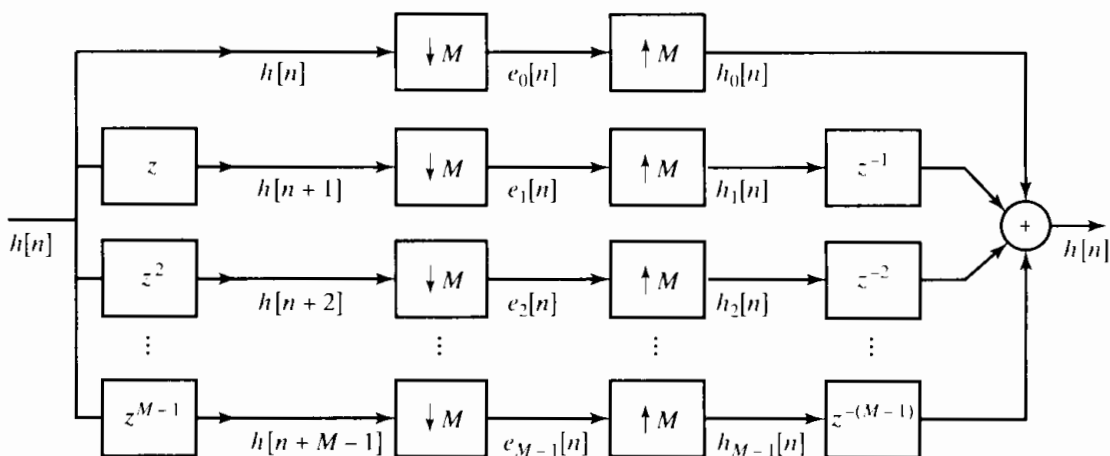 ↓ M
↑ M
h[n]
e₀[n]
h₀[n]
z
↓ M
↑ M
z⁻¹
h[n + 1]
e₁[n]
h₁[n]
+
h[n]
h[n]
z²
↓ M
↑ M
z⁻²
h[n + 2]
e₂[n]
h₂[n]
⋮ ⋮ ⋮ ⋮
z^{M−1}
↓ M
↑ M
z^{−(M−1)}
h[n + M − 1]
e_{M−1}[n]
h_{M−1}[n]